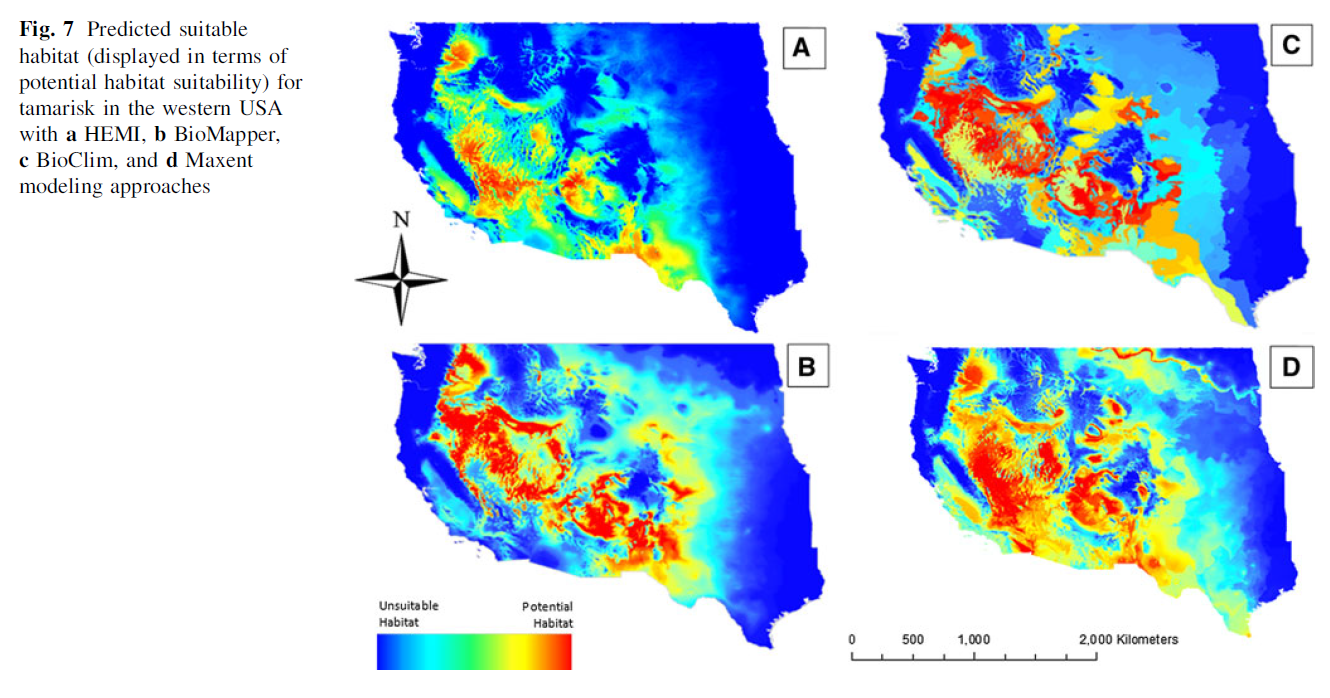 Fig. 7 Predicted suitable
habitat (displayed in terms of
potential habitat suitability) for
tamarisk in the western USA
with a HEMI, b BioMapper,
c BioClim, and d Maxent
modeling approaches
A
C
N
B
D
Unsuitable Habitat
Potential Habitat
0 500 1,000 2,000 Kilometers